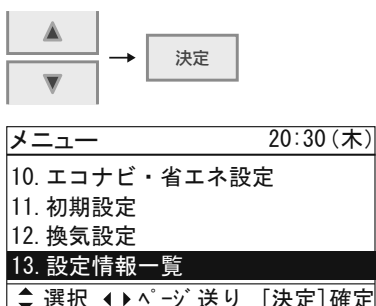 決定
メニュー 20:30(木)
10. エコナビ・省エネ設定
11. 初期設定
12. 換気設定
13. 設定情報一覧
選択 ページ送り [決定]確定